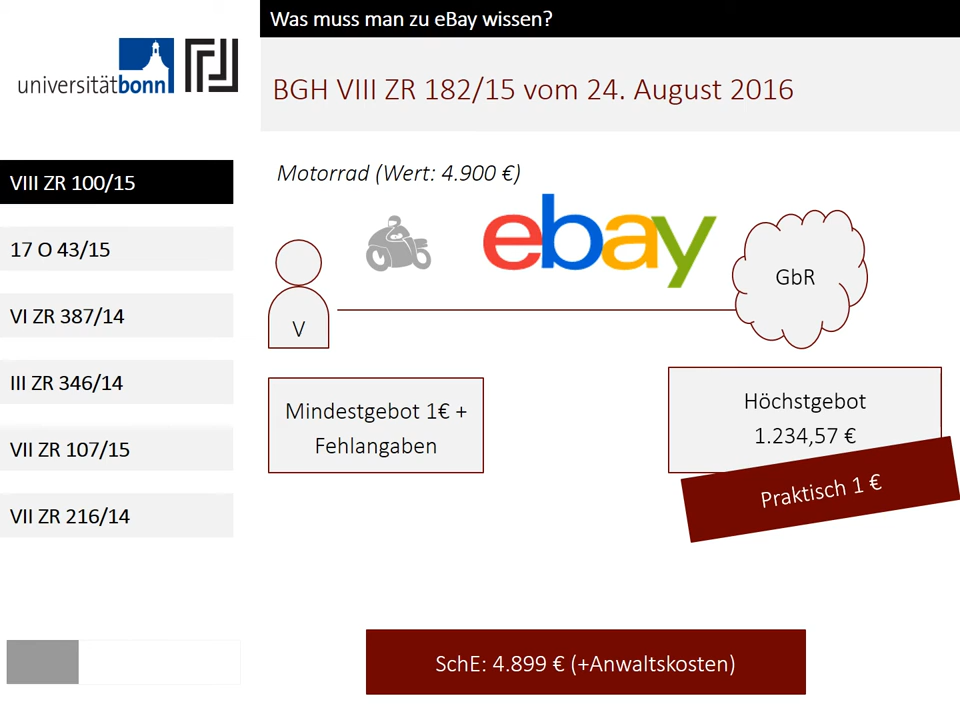 Was muss man zu eBay wissen?
universitätbonn
BGH VIII ZR 182/15 vom 24. August 2016
VIII ZR 100/15
17 O 43/15
VI ZR 387/14
III ZR 346/14
VII ZR 107/15
VII ZR 216/14
Motorrad (Wert: 4.900 €)
ebay
V
GbR
Mindestgebot 1€ +
Fehlangaben
Höchstgebot
1.234,57 €
Praktisch 1 €
SchE: 4.899 € (+Anwaltskosten)